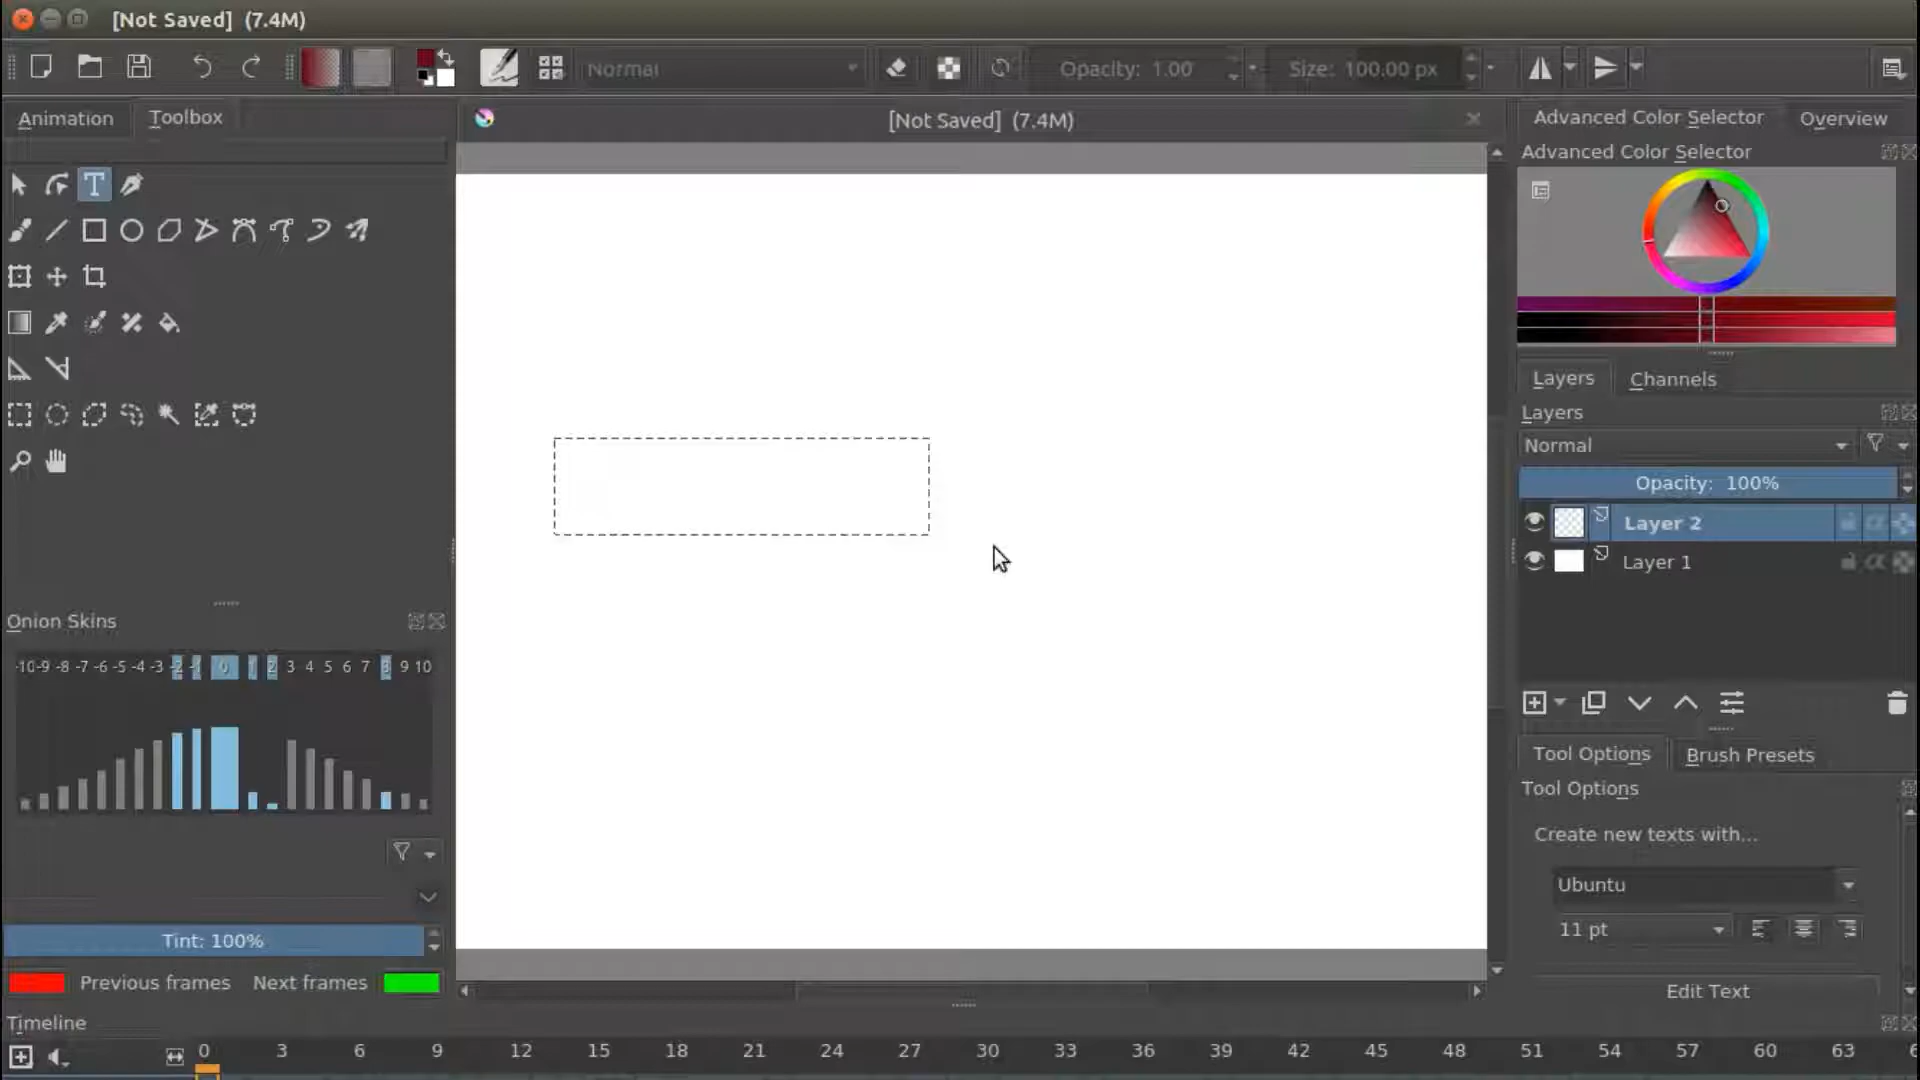 [Not Saved] (7.4M)
Normal
Opacity: 1.00
Size: 100.00 px
Animation
Toolbox
[Not Saved] (7.4M)
Advanced Color Selector
Overview
Advanced Color Selector
Layers
Channels
Layers
Normal
Opacity: 100%
Layer 2
Layer 1
Onion Skins
-10 -9 -8 -7 -6 -5 -4 -3 -2 -1 0 1 2 3 4 5 6 7 8 9 10
Tool Options
Brush Presets
Tool Options
Create new texts with...
Ubuntu
11 pt
Edit Text
Tint: 100%
Previous frames
Next frames
Timeline
0 3 6 9 12 15 18 21 24 27 30 33 36 39 42 45 48 51 54 57 60 63